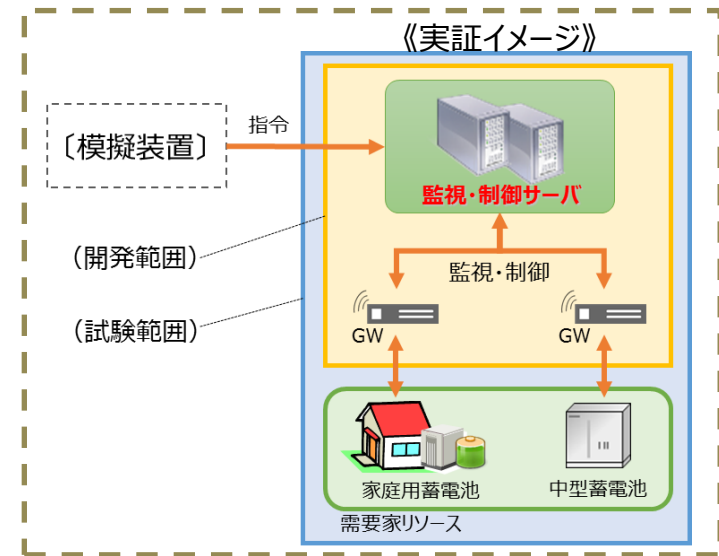 《実証イメージ》
〔模擬装置〕
指令
監視・制御サーバ
(開発範囲)
監視・制御
(試験範囲)
GW
GW
家庭用蓄電池
中型蓄電池
需要家リソース